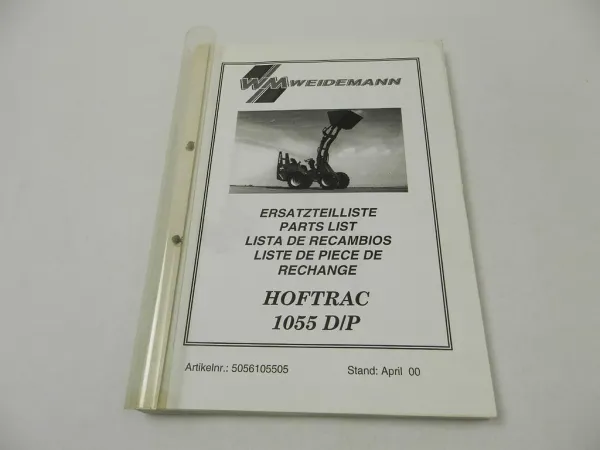 WM WEIDEMANN
ERSATZTEILLISTE
PARTS LIST
LISTA DE RECAMBIOS
LISTE DE PIECE DE
RECHANGE
HOFTRAC
1055 D/P
Artikelnr.: 5056105505 Stand: April 00